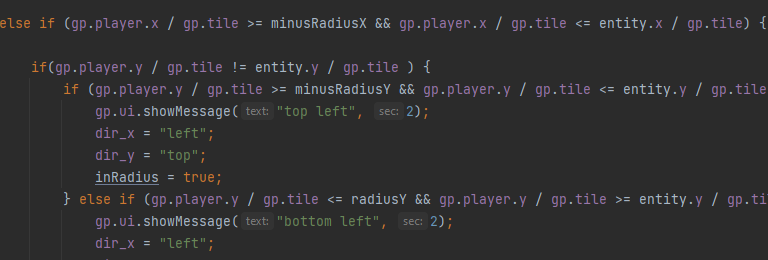 else if (gp.player.x / gp.tile >= minusRadiusX && gp.player.x / gp.tile <= entity.x / gp.tile) {
if(gp.player.y / gp.tile != entity.y / gp.tile ) {
if (gp.player.y / gp.tile >= minusRadiusY && gp.player.y / gp.tile <= entity.y / gp.tile
gp.ui.showMessage( text: "top left", sec: 2);
dir_x = "left";
dir_y = "top";
inRadius = true;
} else if (gp.player.y / gp.tile <= radiusY && gp.player.y / gp.tile >= entity.y / gp.ti
gp.ui.showMessage( text: "bottom left", sec: 2);
dir_x = "left";